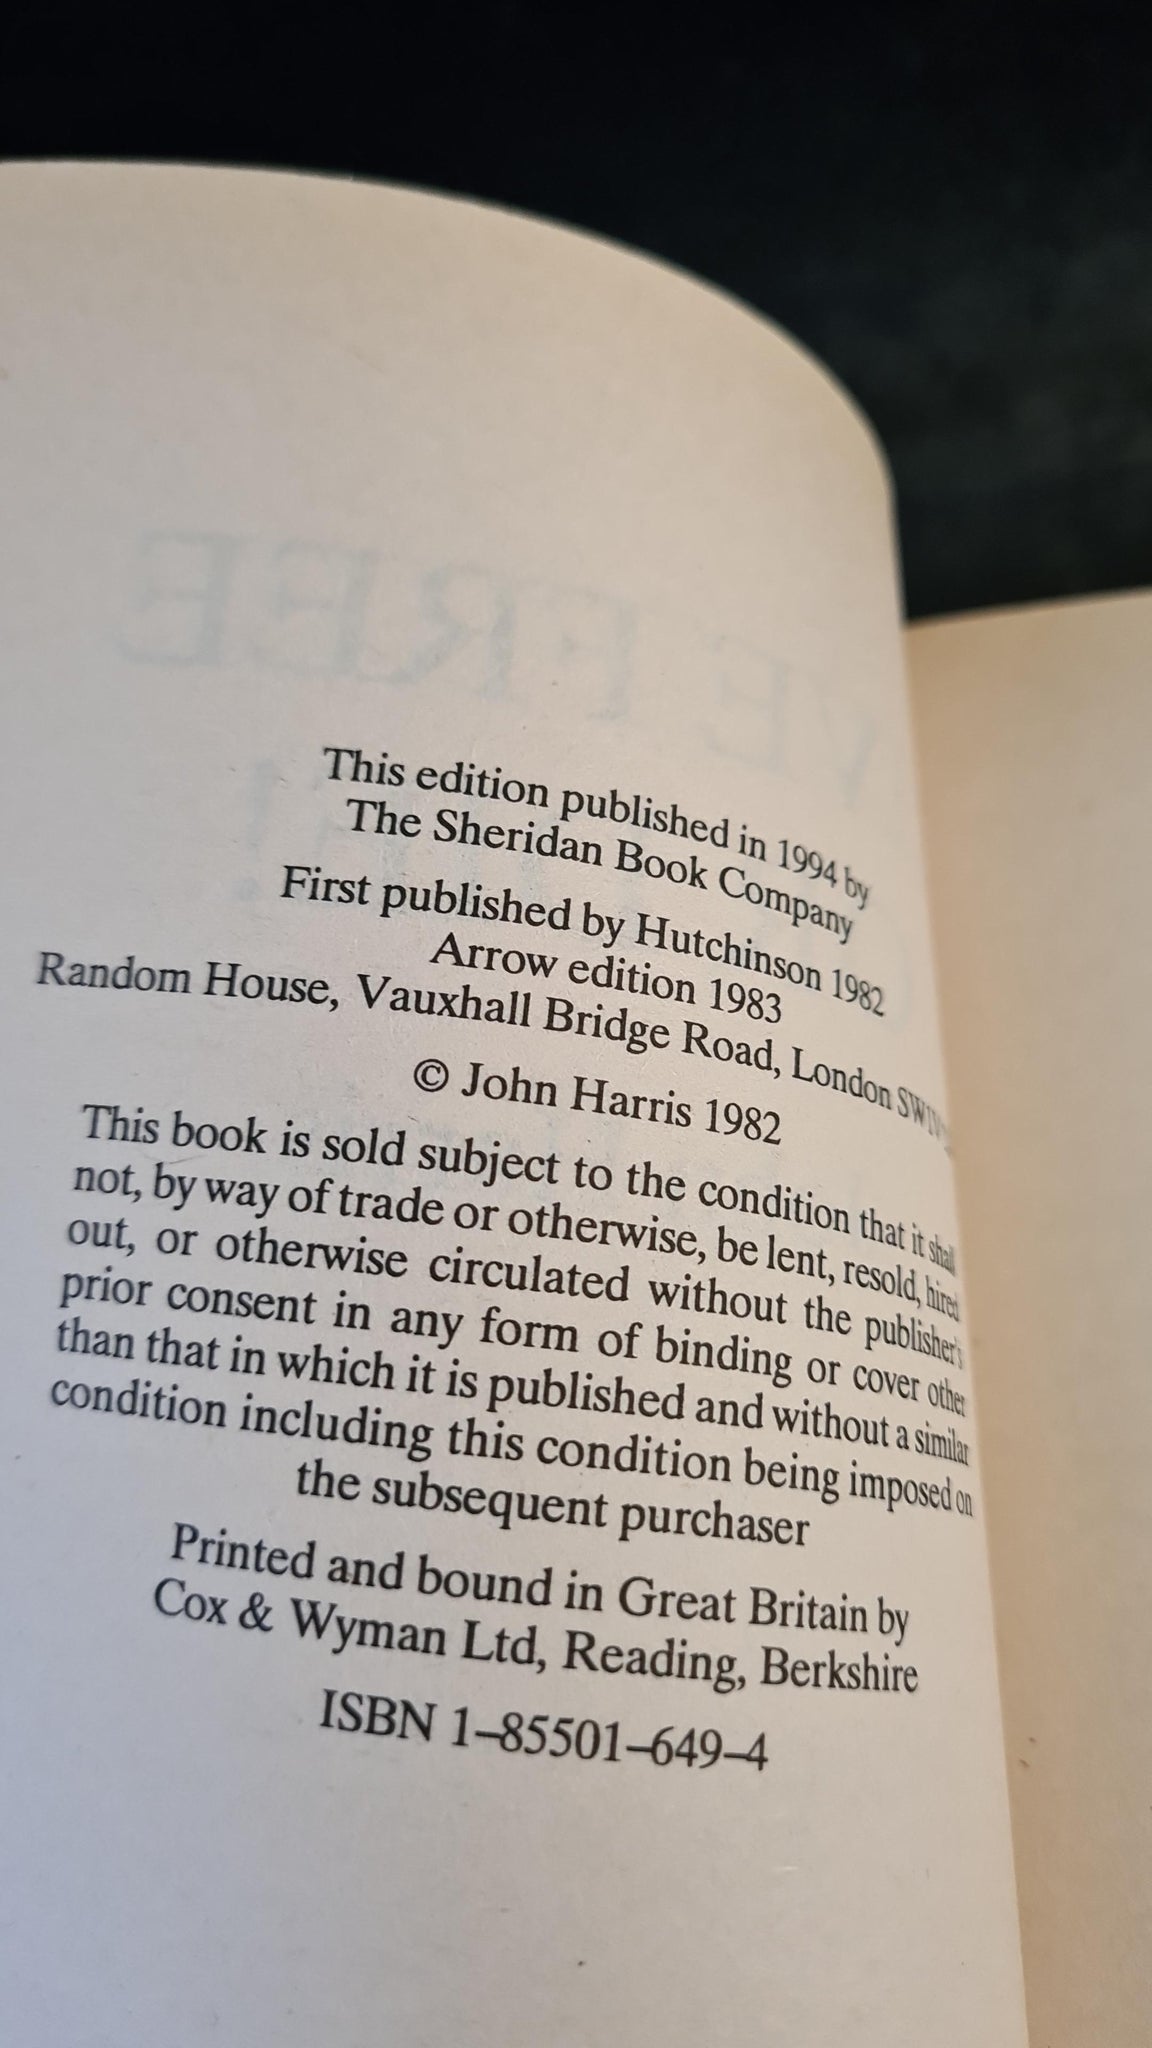 This edition published in 1994 by
The Sheridan Book Company
First published by Hutchinson 1982
Arrow edition 1983
Random House, Vauxhall Bridge Road, London
© John Harris 1982
This book is sold subject to the condition that it shall
not, by way of trade or otherwise, be lent, resold, hired
out, or otherwise circulated without the publisher's
prior consent in any form of binding or cover other
than that in which it is published and without a similar
condition including this condition being imposed on
the subsequent purchaser
Printed and bound in Great Britain by
Cox & Wyman Ltd, Reading, Berkshire
ISBN 1–85501–649–4